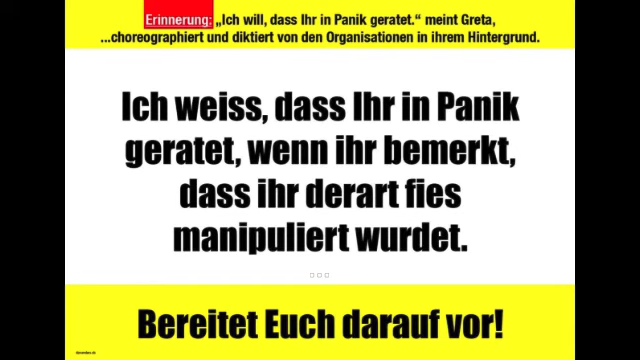 Erinnerung: „Ich will, dass Ihr in Panik geratet.“ meint Greta,
...choreographiert und diktiert von den Organisationen in ihrem Hintergrund.
Ich weiss, dass Ihr in Panik
geratet, wenn ihr bemerkt,
dass ihr derart fies
manipuliert wurdet.
Bereitet Euch darauf vor!